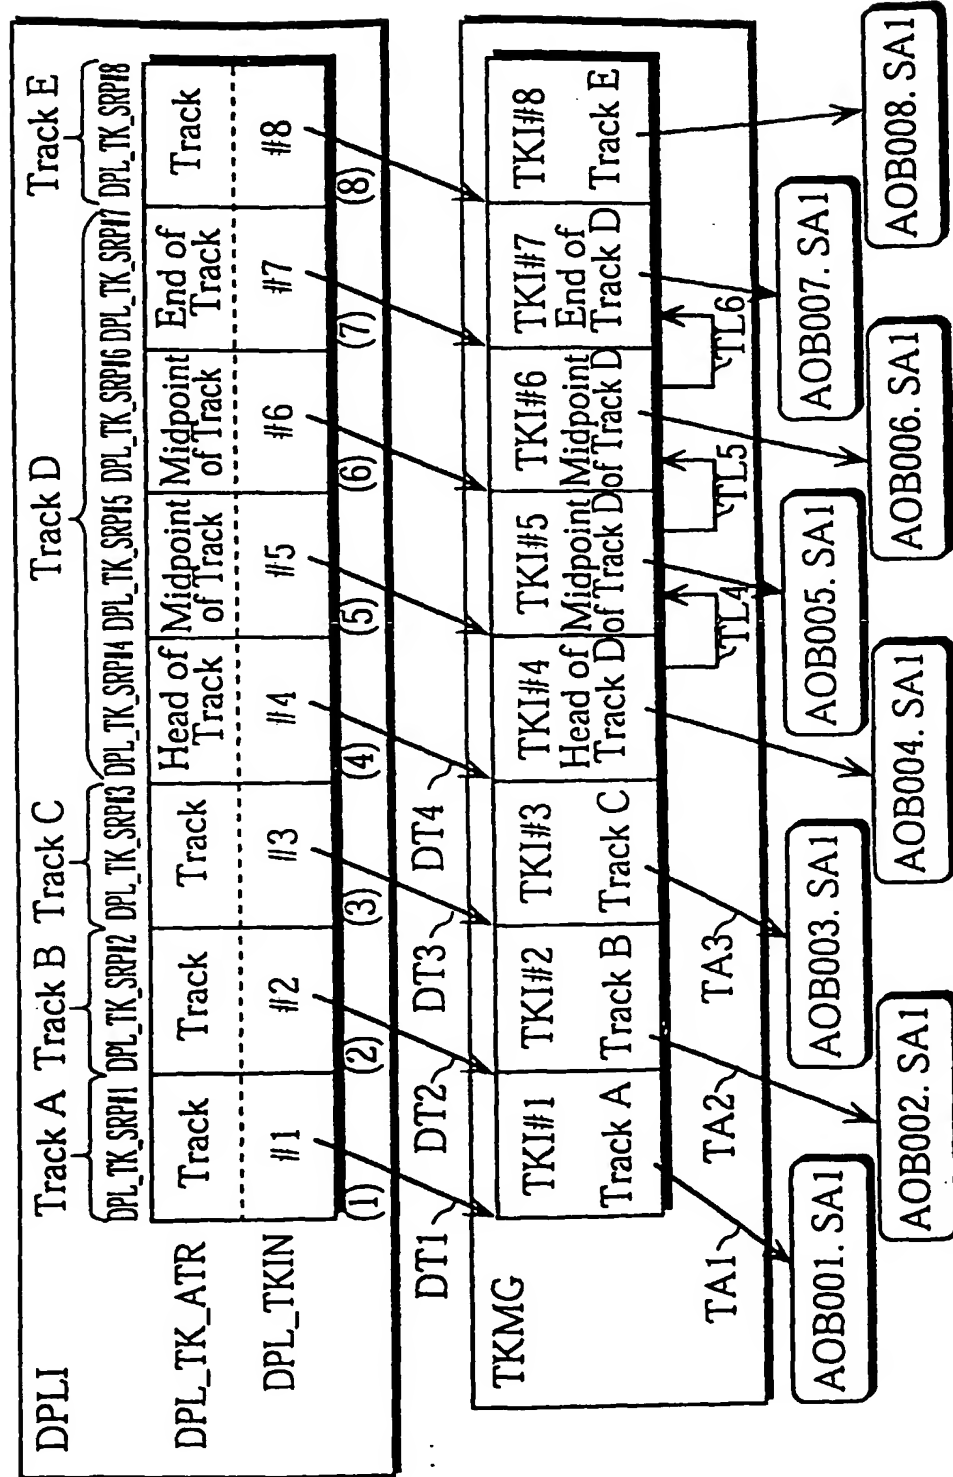 DPLI
Track A
Track B
Track C
Track D
Track E
DPL_TK_SRP#1
DPL_TK_SRP#2
DPL_TK_SRP#3
DPL_TK_SRP#4
DPL_TK_SRP#5
DPL_TK_SRP#6
DPL_TK_SRP#7
DPL_TK_SRP#8
DPL_TK_ATR
Track
Track
Track
Head of Track
Midpoint of Track
Midpoint of Track
End of Track
Track
DPL_TKIN
#1
#2
#3
#4
#5
#6
#7
#8
(1)
(2)
(3)
(4)
(5)
(6)
(7)
(8)
DT1
DT2
DT3
DT4
TKMG
TKI#1
Track A
TKI#2
Track B
TKI#3
Track C
TKI#4
Head of
Track D
TKI#5
Midpoint
of Track D
TKI#6
Midpoint
of Track D
TKI#7
End of
Track D
TKI#8
Track E
TA1
TA2
TA3
TL4
TL5
TL6
AOB001. SA1
AOB002. SA1
AOB003. SA1
AOB004. SA1
AOB005. SA1
AOB006. SA1
AOB007. SA1
AOB008. SA1